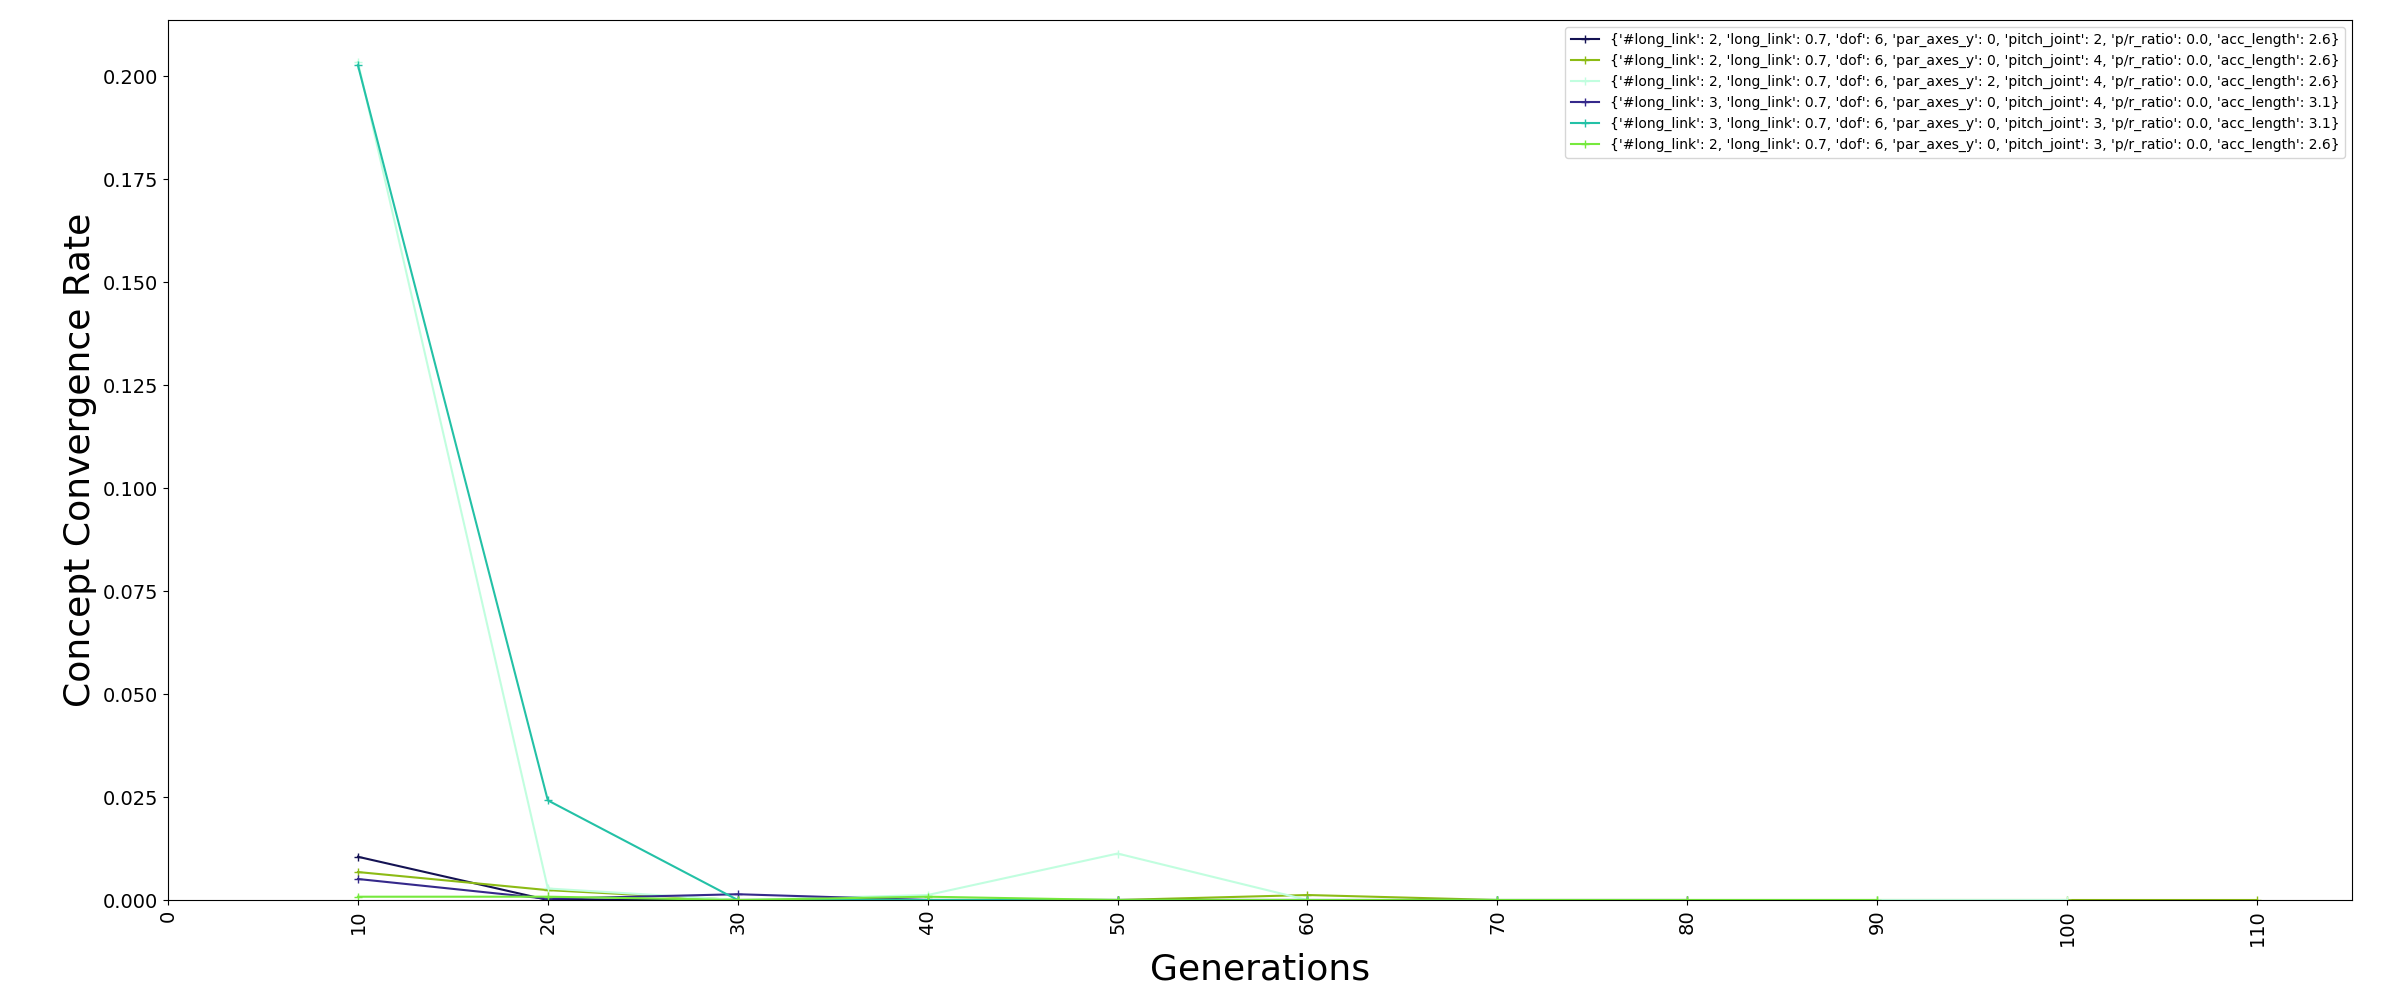 {'#long_link': 2, 'long_link': 0.7, 'dof': 6, 'par_axes_y': 0, 'pitch_joint': 2, 'p/r_ratio': 0.0, 'acc_length': 2.6}
{'#long_link': 2, 'long_link': 0.7, 'dof': 6, 'par_axes_y': 0, 'pitch_joint': 4, 'p/r_ratio': 0.0, 'acc_length': 2.6}
{'#long_link': 2, 'long_link': 0.7, 'dof': 6, 'par_axes_y': 2, 'pitch_joint': 4, 'p/r_ratio': 0.0, 'acc_length': 2.6}
{'#long_link': 3, 'long_link': 0.7, 'dof': 6, 'par_axes_y': 0, 'pitch_joint': 4, 'p/r_ratio': 0.0, 'acc_length': 3.1}
{'#long_link': 3, 'long_link': 0.7, 'dof': 6, 'par_axes_y': 0, 'pitch_joint': 3, 'p/r_ratio': 0.0, 'acc_length': 3.1}
{'#long_link': 2, 'long_link': 0.7, 'dof': 6, 'par_axes_y': 0, 'pitch_joint': 3, 'p/r_ratio': 0.0, 'acc_length': 2.6}
Concept Convergence Rate
0.200
0.175
0.150
0.125
0.100
0.075
0.050
0.025
0.000
0
10
20
30
40
50
60
70
80
90
100
110
Generations